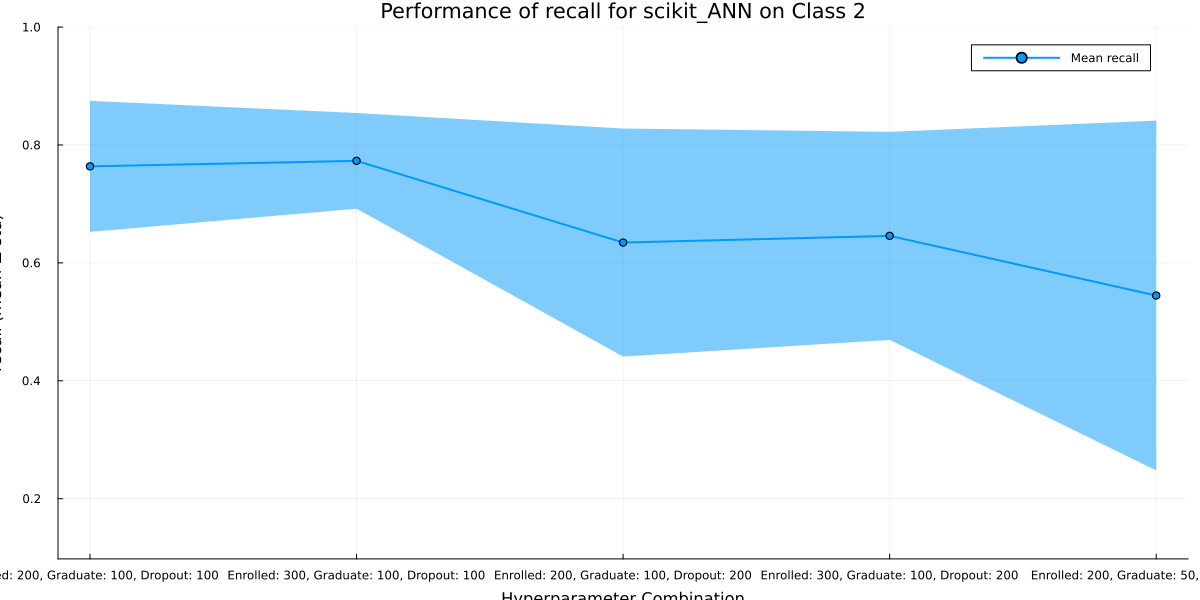 Performance of recall for scikit_ANN on Class 2
Mean recall
1.0
0.8
0.6
0.4
0.2
200, Graduate: 100, Dropout: 100 Enrolled: 300, Graduate: 100, Dropout: 100 Enrolled: 200, Graduate: 100, Dropout: 200 Enrolled: 300, Graduate: 100, Dropout: 200 Enrolled: 200, Graduate: 50,
Hyperparameter Combination